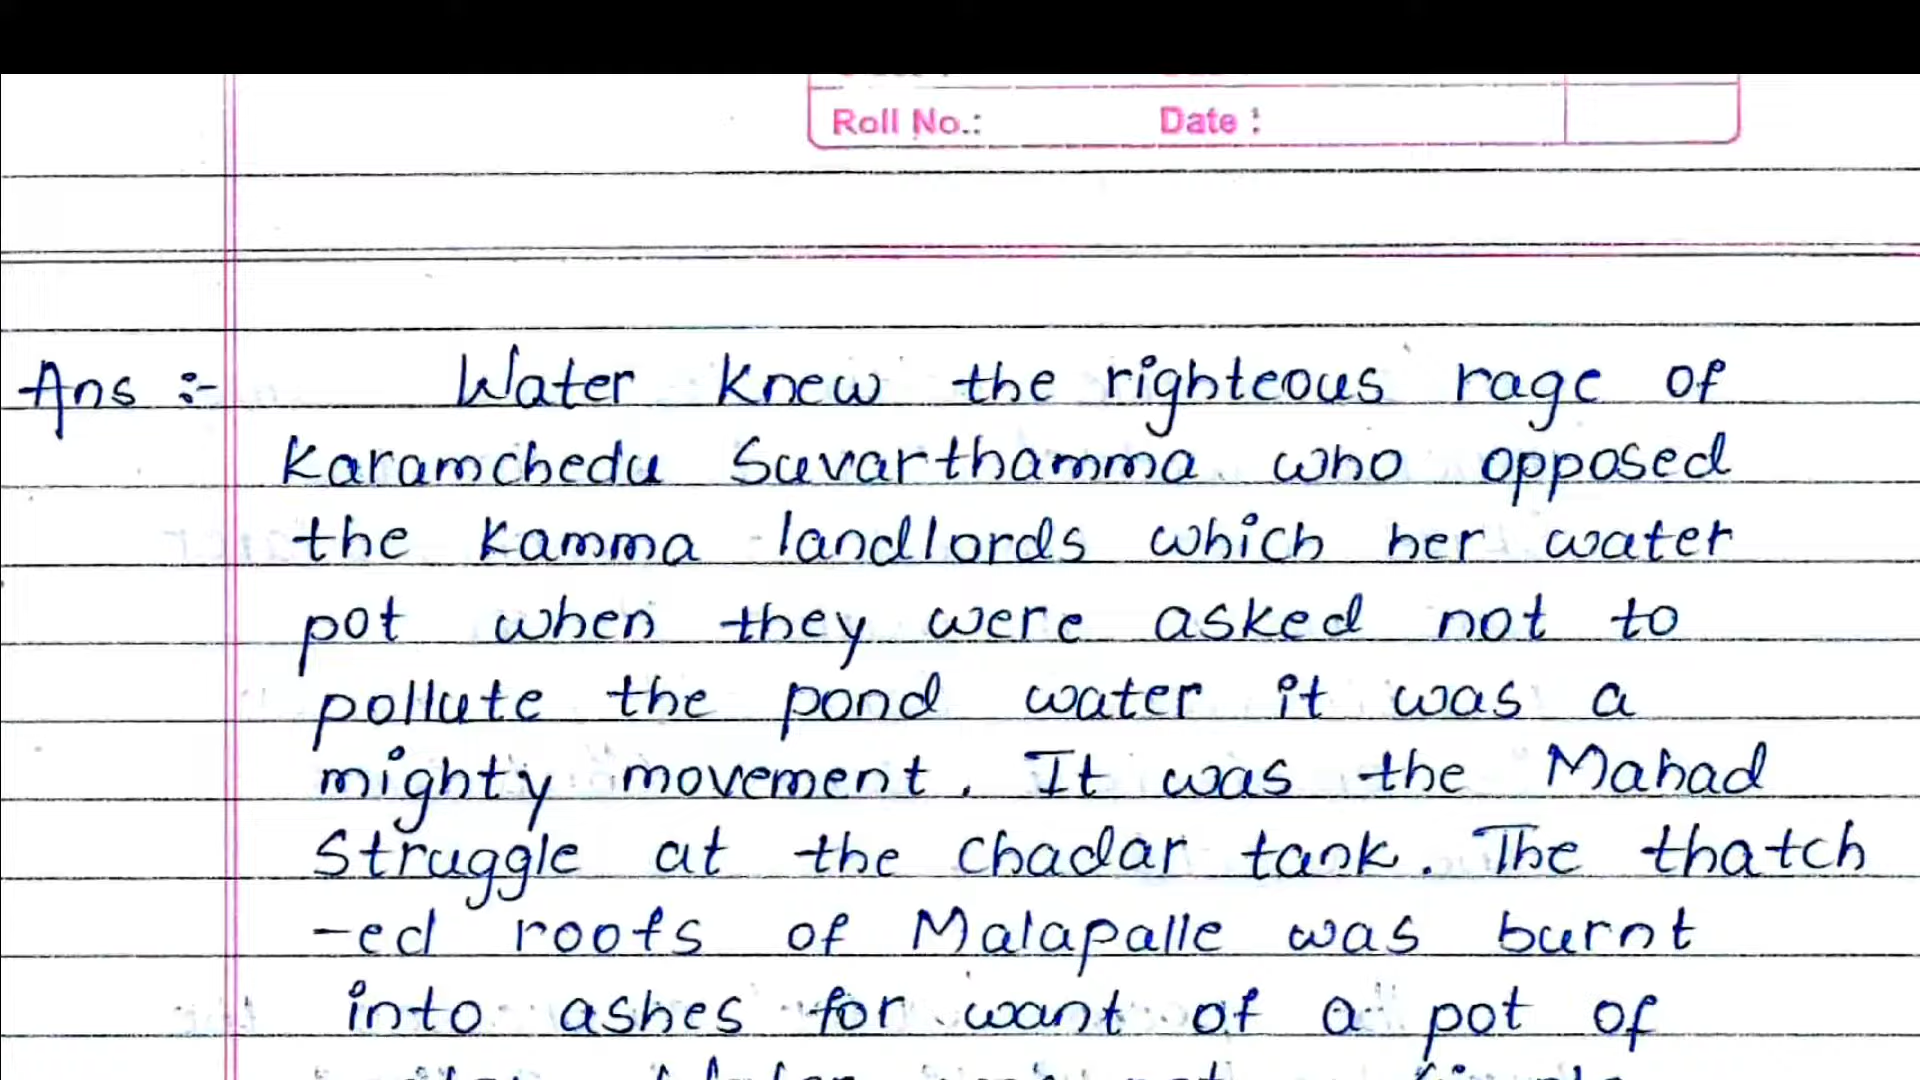 Roll No.: Date :
Ans :- Water knew the righteous rage of
Karamchedu Suvarthamma who opposed
the Kamma landlords which her water
pot when they were asked not to
pollute the pond water it was a
mighty movement. It was the Mahad
Struggle at the chadar tank. The thatch
-ed roofs of Malapalle was burnt
into ashes for want of a pot of